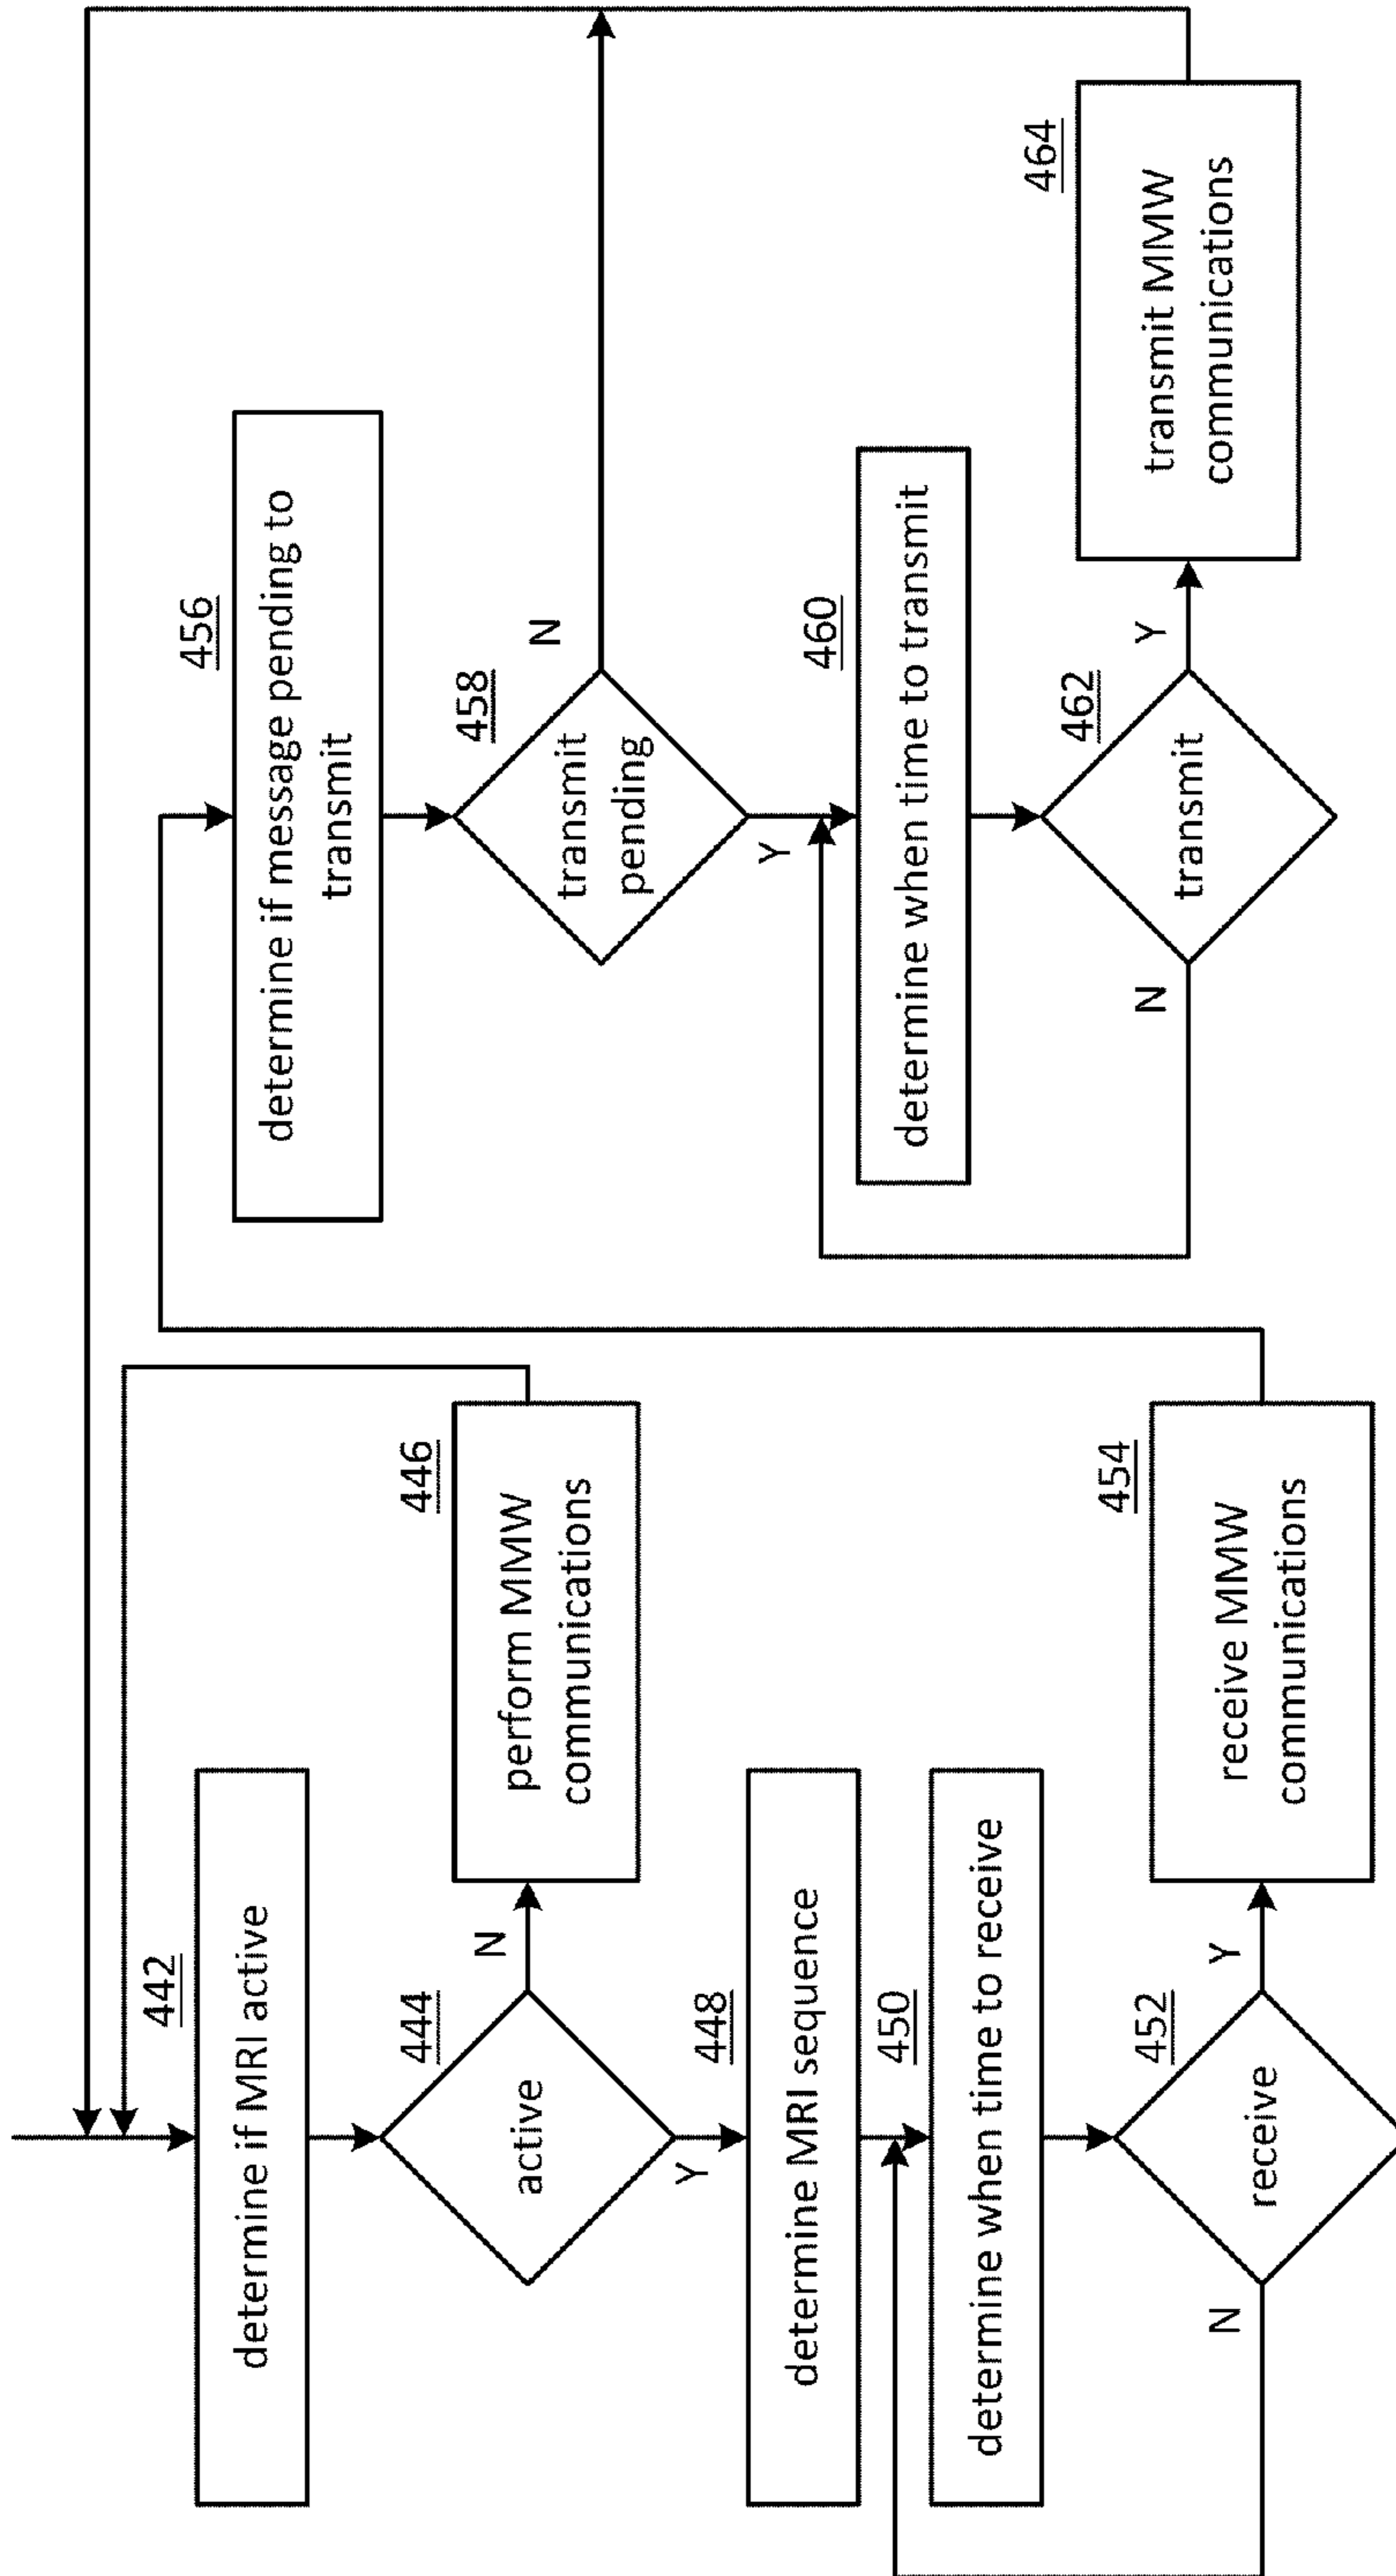 442
determine if MRI active
444
active
N
446
perform MMW
communications
Y
448
determine MRI sequence
450
determine when time to receive
452
receive
N
Y
454
receive MMW
communications
456
determine if message pending to
transmit
458
transmit
pending
N
Y
460
determine when time to transmit
462
transmit
N
Y
464
transmit MMW
communications